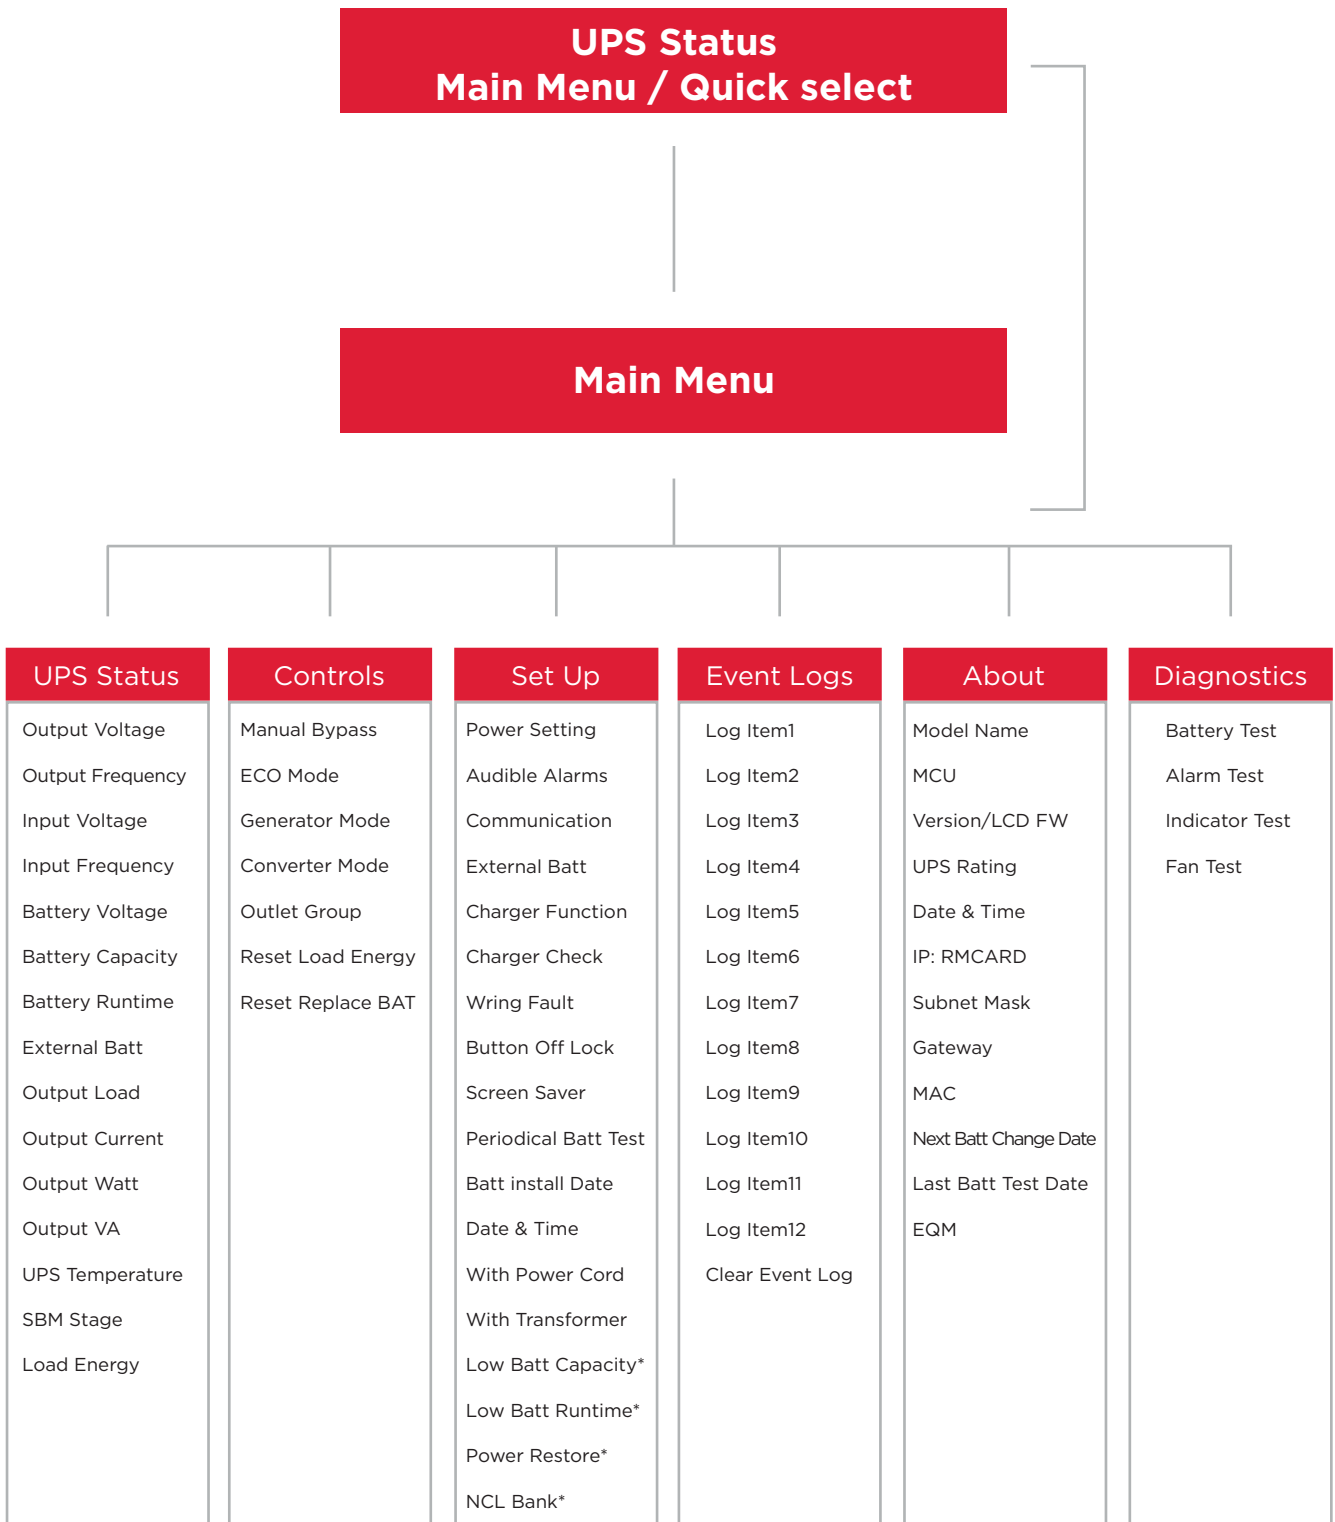 UPS Status
Main Menu / Quick select
Main Menu
UPS Status
Output Voltage
Output Frequency
Input Voltage
Input Frequency
Battery Voltage
Battery Capacity
Battery Runtime
External Batt
Output Load
Output Current
Output Watt
Output VA
UPS Temperature
SBM Stage
Load Energy
Controls
Manual Bypass
ECO Mode
Generator Mode
Converter Mode
Outlet Group
Reset Load Energy
Reset Replace BAT
Set Up
Power Setting
Audible Alarms
Communication
External Batt
Charger Function
Charger Check
Wring Fault
Button Off Lock
Screen Saver
Periodical Batt Test
Batt install Date
Date & Time
With Power Cord
With Transformer
Low Batt Capacity*
Low Batt Runtime*
Power Restore*
NCL Bank*
Event Logs
Log Item1
Log Item2
Log Item3
Log Item4
Log Item5
Log Item6
Log Item7
Log Item8
Log Item9
Log Item10
Log Item11
Log Item12
Clear Event Log
About
Model Name
MCU
Version/LCD FW
UPS Rating
Date & Time
IP: RMCARD
Subnet Mask
Gateway
MAC
Next Batt Change Date
Last Batt Test Date
EQM
Diagnostics
Battery Test
Alarm Test
Indicator Test
Fan Test